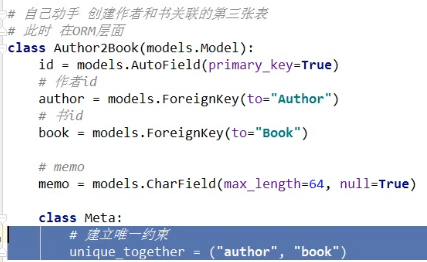 # 自己动手 创建作者和书关联的第三张表
# 此时 在ORM层面
class Author2Book(models.Model):
    id = models.AutoField(primary_key=True)
    # 作者id
    author = models.ForeignKey(to="Author")
    # 书id
    book = models.ForeignKey(to="Book")
    # memo
    memo = models.CharField(max_length=64, null=True)
    class Meta:
        # 建立唯一约束
        unique_together = ("author", "book")